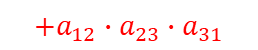 +a₁₂ · a₂₃ · a₃₁